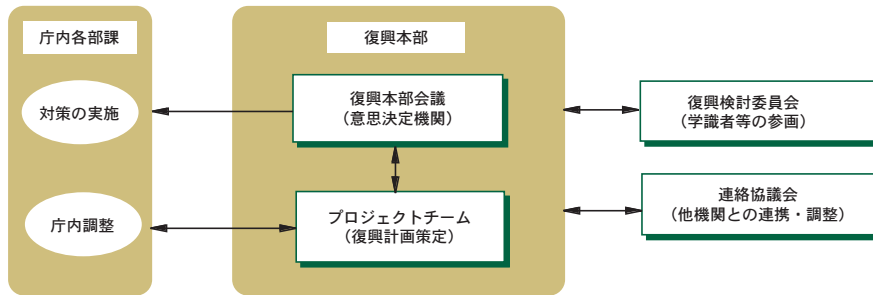 庁内各部課
対策の実施
庁内調整
復興本部
復興本部会議
（意思決定機関）
プロジェクトチーム
（復興計画策定）
復興検討委員会
（学識者等の参画）
連絡協議会
（他機関との連携・調整）